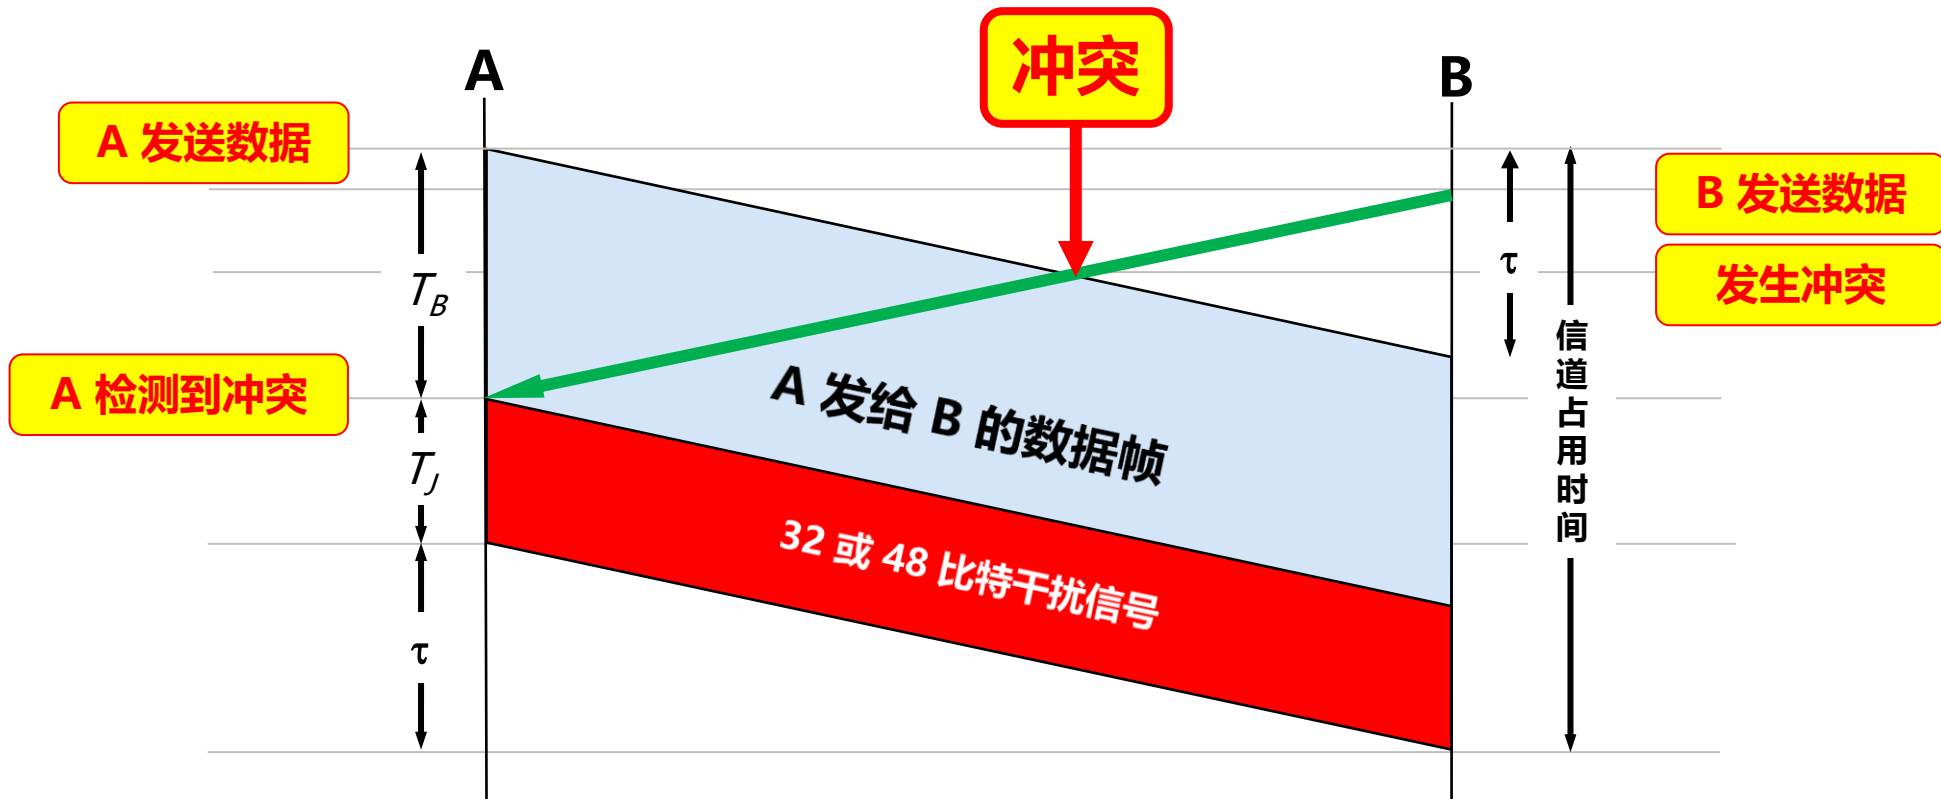 冲突
A
B
A 发送数据
B 发送数据
τ
发生冲突
T_B
信道占用时间
A 检测到冲突
A 发给 B 的数据帧
T_J
32 或 48 比特干扰信号
τ